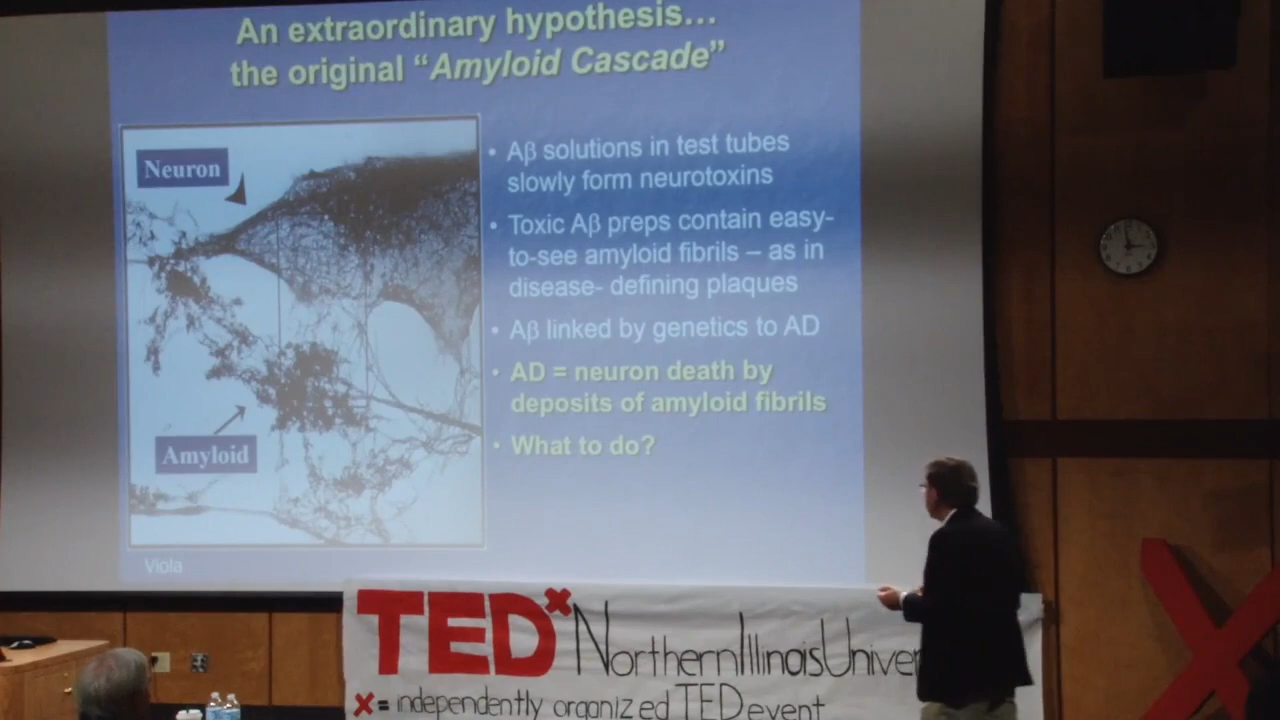 An extraordinary hypothesis…
the original “Amyloid Cascade”
Neuron
Amyloid
• Aβ solutions in test tubes
slowly form neurotoxins
• Toxic Aβ preps contain easy-
to-see amyloid fibrils – as in
disease- defining plaques
• Aβ linked by genetics to AD
• AD = neuron death by
deposits of amyloid fibrils
• What to do?
Viola
TEDx NorthernIllinoisUniver
x = independently organized TED event